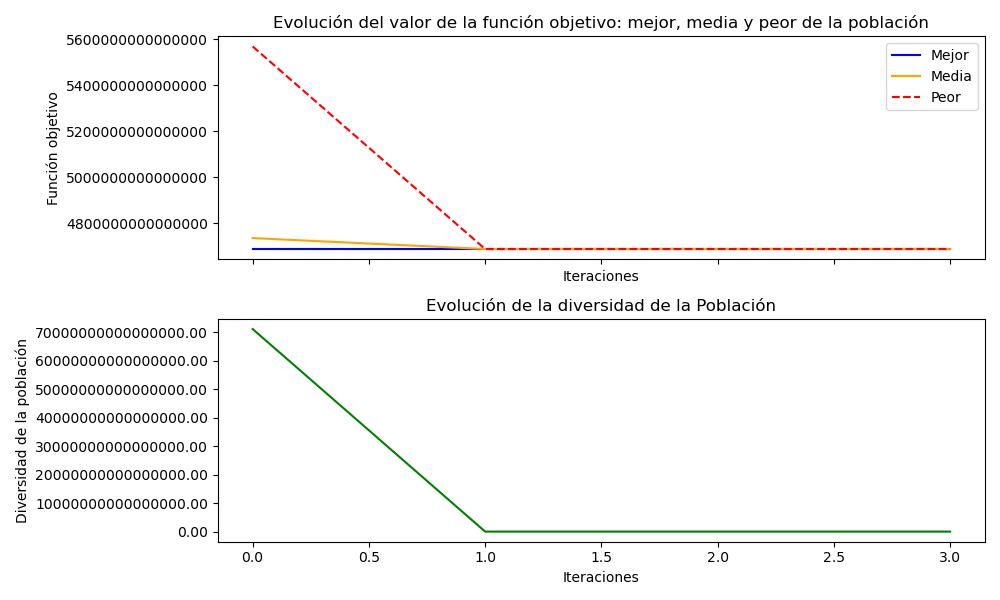 Evolución del valor de la función objetivo: mejor, media y peor de la población
5600000000000000
5400000000000000
5200000000000000
5000000000000000
4800000000000000
Función objetivo
Mejor
Media
Peor
Iteraciones
Evolución de la diversidad de la Población
70000000000000000.00
60000000000000000.00
50000000000000000.00
40000000000000000.00
30000000000000000.00
20000000000000000.00
10000000000000000.00
0.00
Diversidad de la población
0.0 0.5 1.0 1.5 2.0 2.5 3.0
Iteraciones